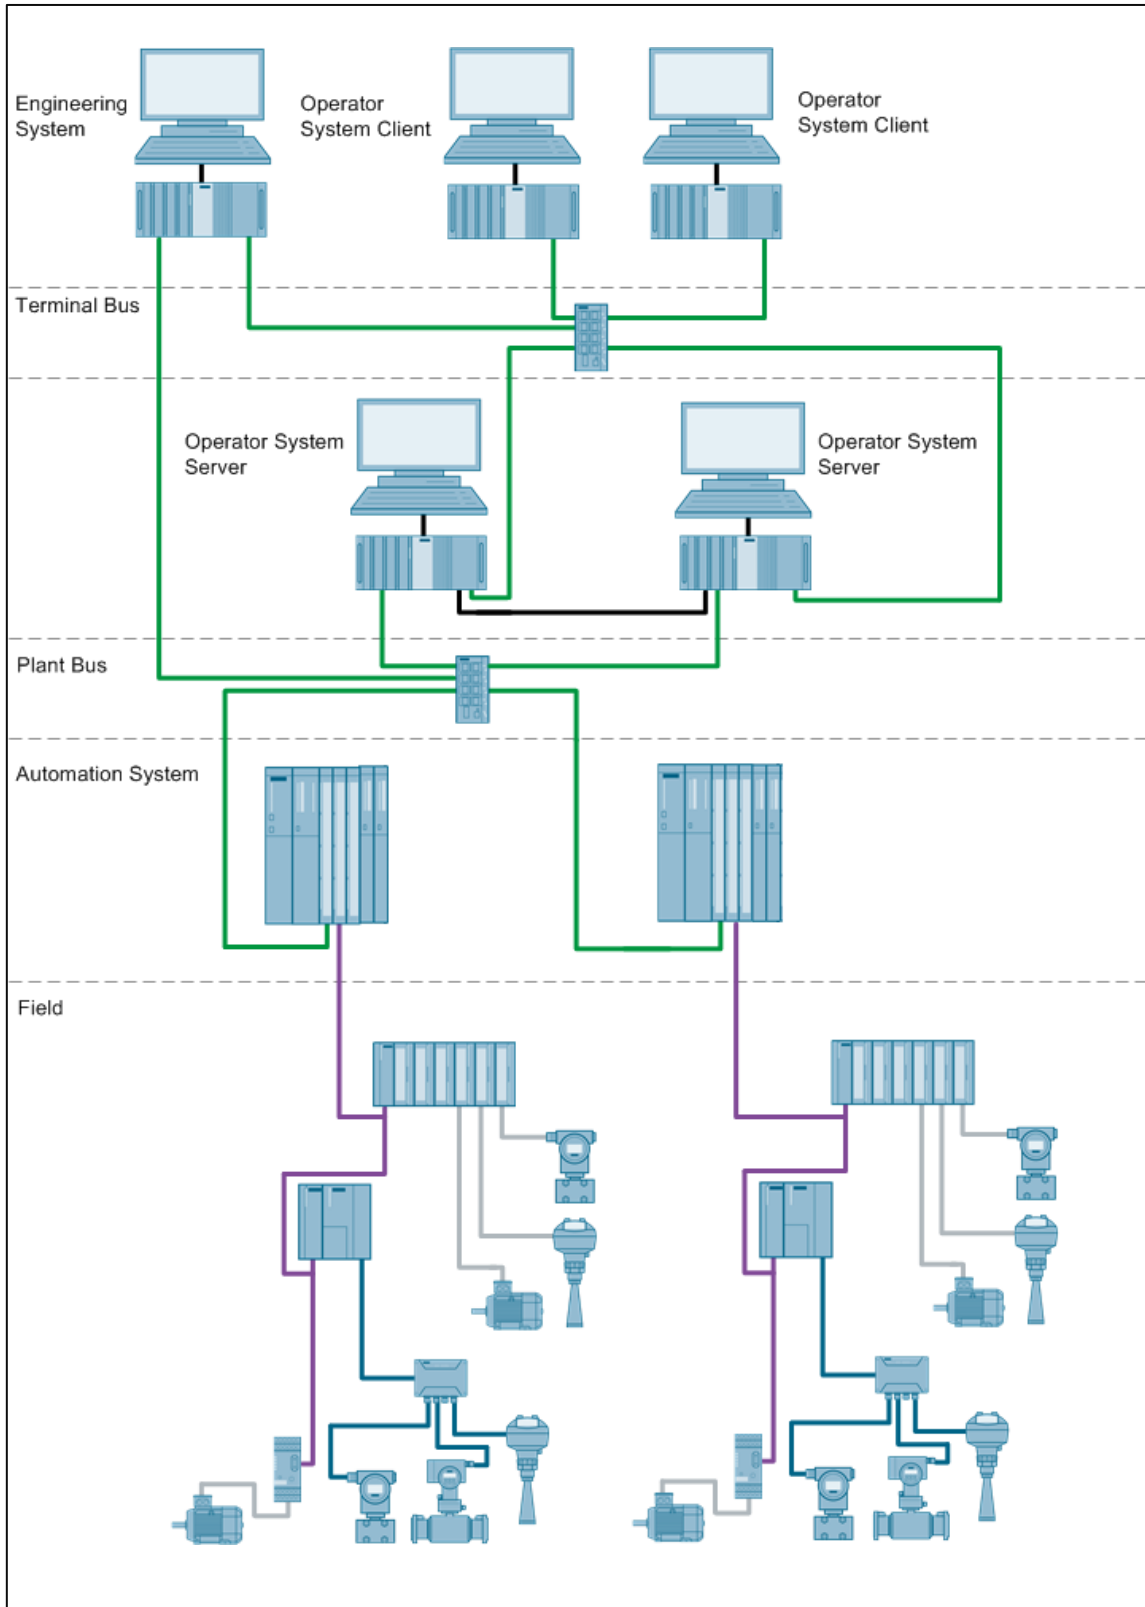 Engineering
System
Operator
System Client
Operator
System Client
Terminal Bus
Operator System
Server
Operator System
Server
Plant Bus
Automation System
Field